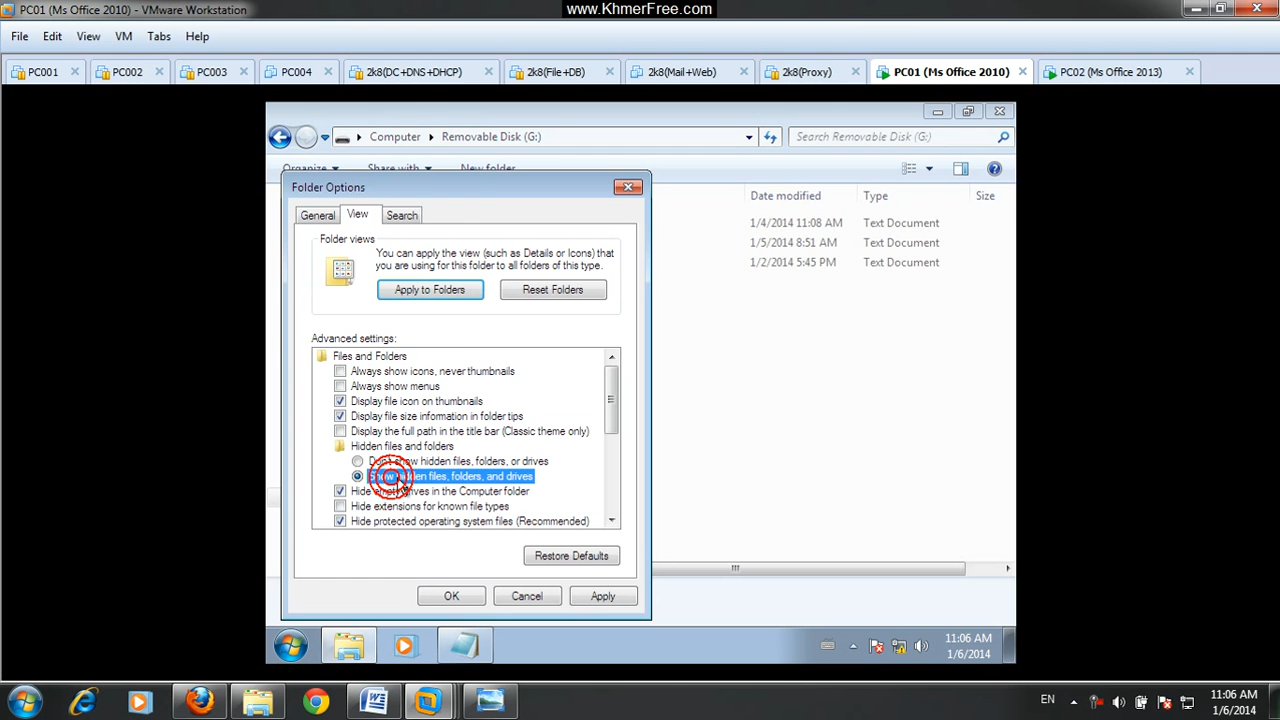 PC01 (Ms Office 2010) - VMware Workstation
www.KhmerFree.com
File Edit View VM Tabs Help
PC001 PC002 PC003 PC004 2k8(DC+DNS+DHCP) 2k8(File+DB) 2k8(Mail+Web) 2k8(Proxy) PC01 (Ms Office 2010) PC02 (Ms Office 2013)
Computer Removable Disk (G:) Search Removable Disk (G:)
Organize Share with New folder
Folder Options
Date modified Type Size
General View Search
1/4/2014 11:08 AM Text Document
1/5/2014 8:51 AM Text Document
1/2/2014 5:45 PM Text Document
Folder views
You can apply the view (such as Details or Icons) that
you are using for this folder to all folders of this type.
Apply to Folders Reset Folders
Advanced settings:
Files and Folders
Always show icons, never thumbnails
Always show menus
Display file icon on thumbnails
Display file size information in folder tips
Display the full path in the title bar (Classic theme only)
Hidden files and folders
Don't show hidden files, folders, or drives
Show hidden files, folders, and drives
Hide empty drives in the Computer folder
Hide extensions for known file types
Hide protected operating system files (Recommended)
Restore Defaults
OK Cancel Apply
11:06 AM
1/6/2014
EN
11:06 AM
1/6/2014